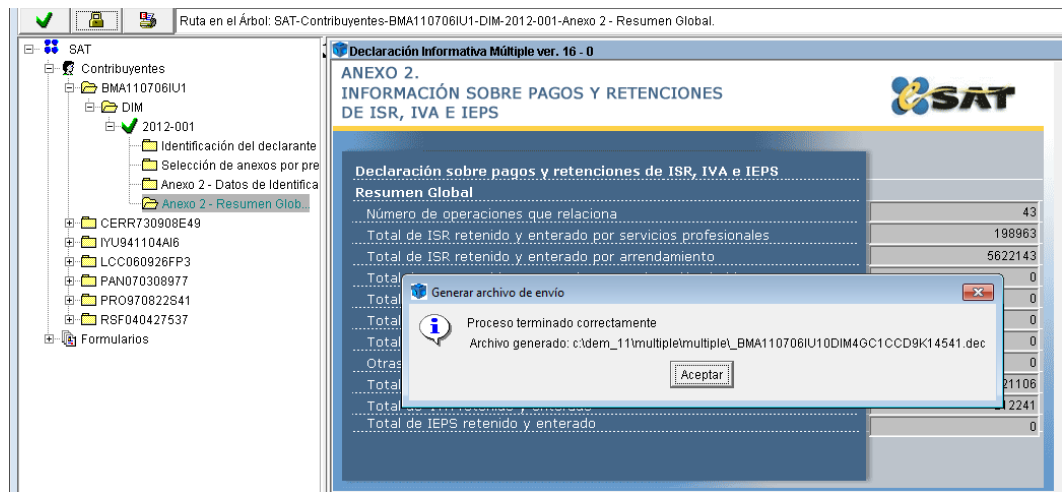 Ruta en el Árbol: SAT-Contribuyentes-BMA110706IU1-DIM-2012-001-Anexo 2 - Resumen Global.
SAT
Contribuyentes
BMA110706IU1
DIM
2012-001
Identificación del declarante
Selección de anexos por pre
Anexo 2 - Datos de Identifica
Anexo 2 - Resumen Glob...
CERR730908E49
IYU941104AI6
LCC060926FP3
PAN070308977
PRO970822S41
RSF040427537
Formularios
Declaración Informativa Múltiple ver. 16 - 0
ANEXO 2.
INFORMACIÓN SOBRE PAGOS Y RETENCIONES
DE ISR, IVA E IEPS
eSAT
Declaración sobre pagos y retenciones de ISR, IVA e IEPS
Resumen Global
Número de operaciones que relaciona 43
Total de ISR retenido y enterado por servicios profesionales 198963
Total de ISR retenido y enterado por arrendamiento 5622143
Total 0
Total 0
Total 0
Total 0
Otras 0
Total 21106
Total de IVA retenido y enterado 12241
Total de IEPS retenido y enterado 0
Generar archivo de envío
Proceso terminado correctamente
Archivo generado: c:\dem_11\multiple\multiple\_BMA110706IU10DIM4GC1CCD9K14541.dec
Aceptar